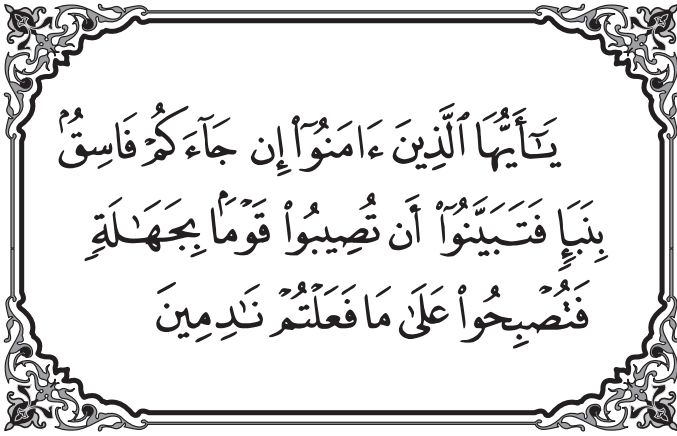 يَـٰٓأَيُّهَا ٱلَّذِينَ ءَامَنُوٓا۟ إِن جَآءَكُمْ فَاسِقٌۢ
بِنَبَإٍ فَتَبَيَّنُوٓا۟ أَن تُصِيبُوا۟ قَوْمًۢا بِجَهَـٰلَةٍ
فَتُصْبِحُوا۟ عَلَىٰ مَا فَعَلْتُمْ نَـٰدِمِينَ